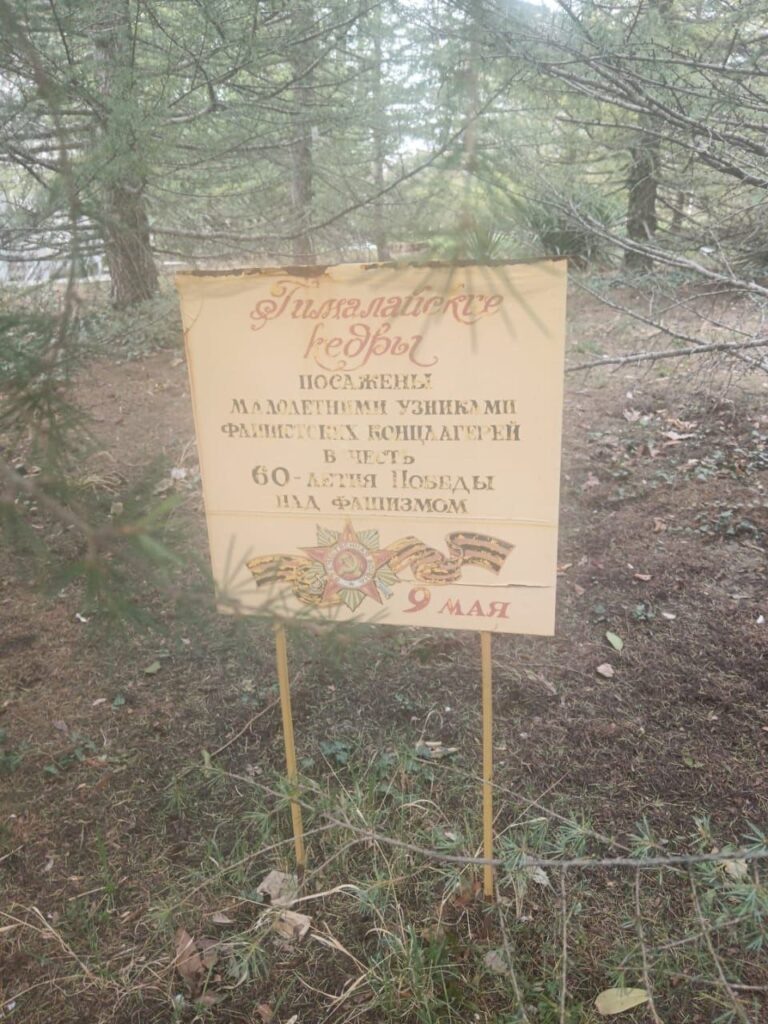 Гималайские
кедры
ПОСАЖЕНЫ
МАЛОЛЕТНИМИ УЗНИКАМИ
ФАШИСТСКИХ КОНЦЛАГЕРЕЙ
В ЧЕСТЬ
60-ЛЕТИЯ ПОБЕДЫ
НАД ФАШИЗМОМ
9 МАЯ